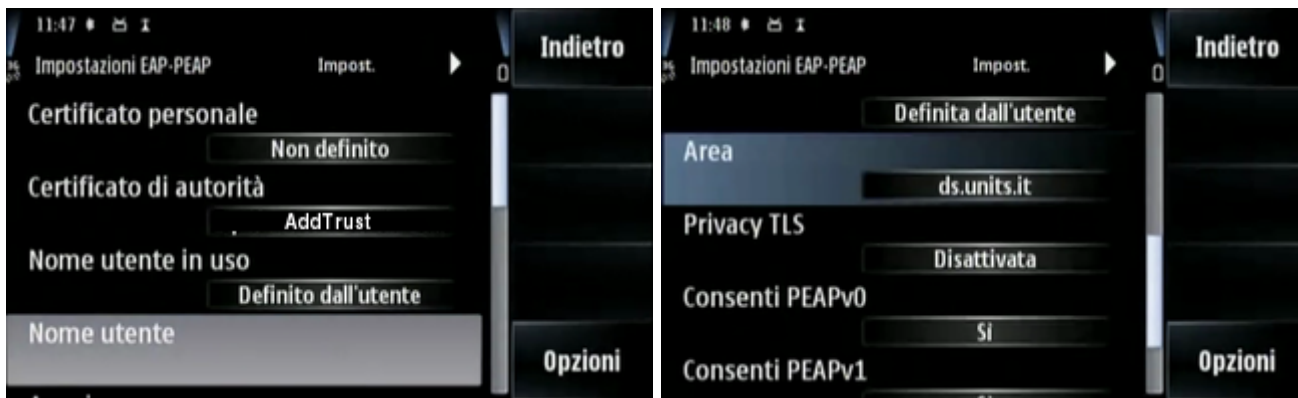 11:47
Impostazioni EAP-PEAP
Impost.
Indietro
Certificato personale
Non definito
Certificato di autorità
AddTrust
Nome utente in uso
Definito dall'utente
Nome utente
Opzioni
11:48
Impostazioni EAP-PEAP
Impost.
Indietro
Definita dall'utente
Area
ds.units.it
Privacy TLS
Disattivata
Consenti PEAPv0
Sí
Consenti PEAPv1
Opzioni